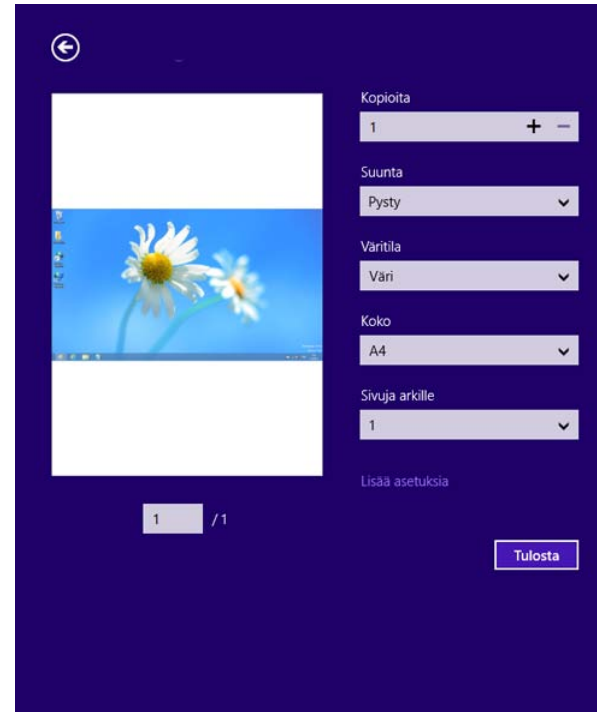 Kopioita
1
Suunta
Pysty
Väritila
Väri
Koko
A4
Sivuja arkille
1
Lisää asetuksia
1 / 1
Tulosta